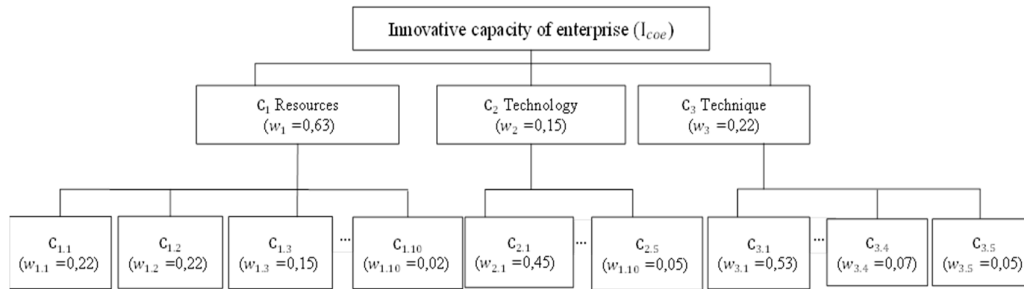 Innovative capacity of enterprise (I_coe)
C₁ Resources
(w₁ =0,63)
C₂ Technology
(w₂ =0,15)
C₃ Technique
(w₃ =0,22)
C₁.₁
(w₁.₁ =0,22)
C₁.₂
(w₁.₂ =0,22)
C₁.₃
(w₁.₃ =0,15)
...
C₁.₁₀
(w₁.₁₀ =0,02)
C₂.₁
(w₂.₁ =0,45)
...
C₂.₅
(w₁.₁₀ =0,05)
C₃.₁
(w₃.₁ =0,53)
...
C₃.₄
(w₃.₄ =0,07)
C₃.₅
(w₃.₅ =0,05)